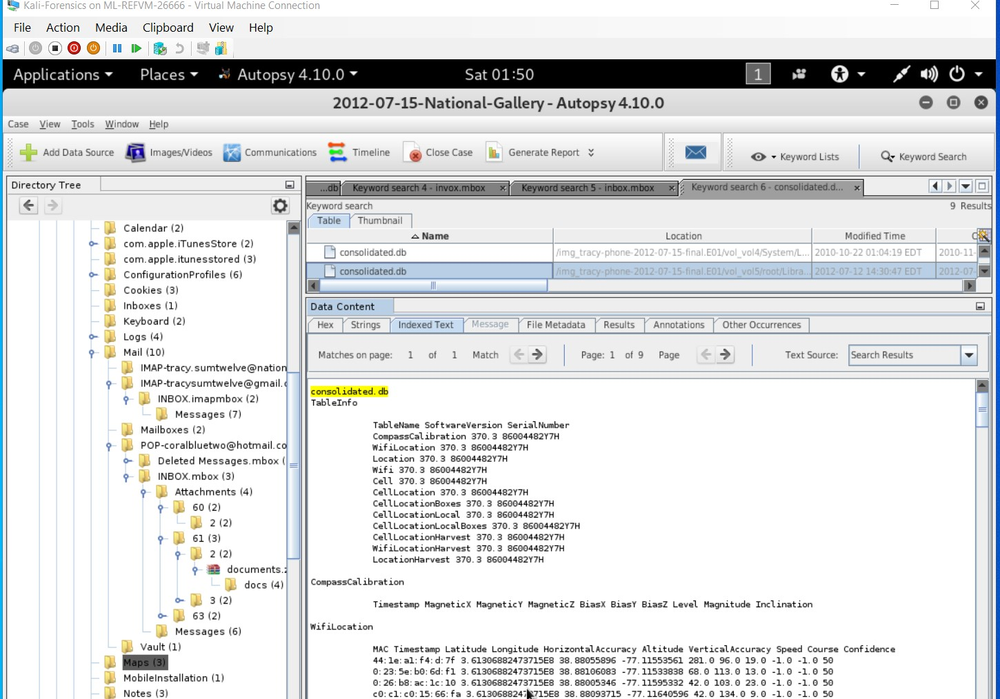 Kali-Forensics on ML-REFVM-26666 - Virtual Machine Connection
File Action Media Clipboard View Help
Applications Places Autopsy 4.10.0 Sat 01:50 1
2012-07-15-National-Gallery - Autopsy 4.10.0
Case View Tools Window Help
Add Data Source Images/Videos Communications Timeline Close Case Generate Report Keyword Lists Keyword Search
Directory Tree
Calendar (2)
com.apple.iTunesStore (2)
com.apple.itunesstored (3)
ConfigurationProfiles (6)
Cookies (3)
Inboxes (1)
Keyboard (2)
Logs (4)
Mail (10)
IMAP-tracy.sumtwelve@nation
IMAP-tracysumtwelve@gmail.c
INBOX.imapmbox (2)
Messages (7)
Mailboxes (2)
POP-coralbluetwo@hotmail.co
Deleted Messages.mbox (
INBOX.mbox (3)
Attachments (4)
60 (2)
2 (2)
61 (3)
2 (2)
documents.z
docs (4)
3 (2)
63 (2)
Messages (6)
Vault (1)
Maps (3)
MobileInstallation (1)
Notes (3)
...db Keyword search 4 - invox.mbox Keyword search 5 - inbox.mbox Keyword search 6 - consolidated.d...
Keyword search 9 Results
Table Thumbnail
Name Location Modified Time C
consolidated.db /img_tracy-phone-2012-07-15-final.E01/vol_vol4/System/L... 2010-10-22 01:04:19 EDT 2010-11-
consolidated.db /img_tracy-phone-2012-07-15-final.E01/vol_vol5/root/Libra... 2012-07-12 14:30:47 EDT 2012-07-
Data Content
Hex Strings Indexed Text Message File Metadata Results Annotations Other Occurrences
Matches on page: 1 of 1 Match Page: 1 of 9 Page Text Source: Search Results
consolidated.db
TableInfo
TableName SoftwareVersion SerialNumber
CompassCalibration 370.3 86004482Y7H
WifiLocation 370.3 86004482Y7H
Location 370.3 86004482Y7H
Wifi 370.3 86004482Y7H
Cell 370.3 86004482Y7H
CellLocation 370.3 86004482Y7H
CellLocationBoxes 370.3 86004482Y7H
CellLocationLocal 370.3 86004482Y7H
CellLocationLocalBoxes 370.3 86004482Y7H
CellLocationHarvest 370.3 86004482Y7H
WifiLocationHarvest 370.3 86004482Y7H
LocationHarvest 370.3 86004482Y7H
CompassCalibration
Timestamp MagneticX MagneticY MagneticZ BiasX BiasY BiasZ Level Magnitude Inclination
WifiLocation
MAC Timestamp Latitude Longitude HorizontalAccuracy Altitude VerticalAccuracy Speed Course Confidence
44:1e:a1:f4:d:7f 3.61306882473715E8 38.88055896 -77.11553561 281.0 96.0 19.0 -1.0 -1.0 50
0:23:5e:b0:6d:f1 3.61306882473715E8 38.88106083 -77.11533838 68.0 113.0 13.0 -1.0 -1.0 50
0:26:b8:ac:1c:10 3.61306882473715E8 38.88005346 -77.11595332 42.0 103.0 23.0 -1.0 -1.0 50
c0:c1:c0:15:66:fa 38.88093715 -77.11640596 42.0 134.0 9.0 -1.0 -1.0 50